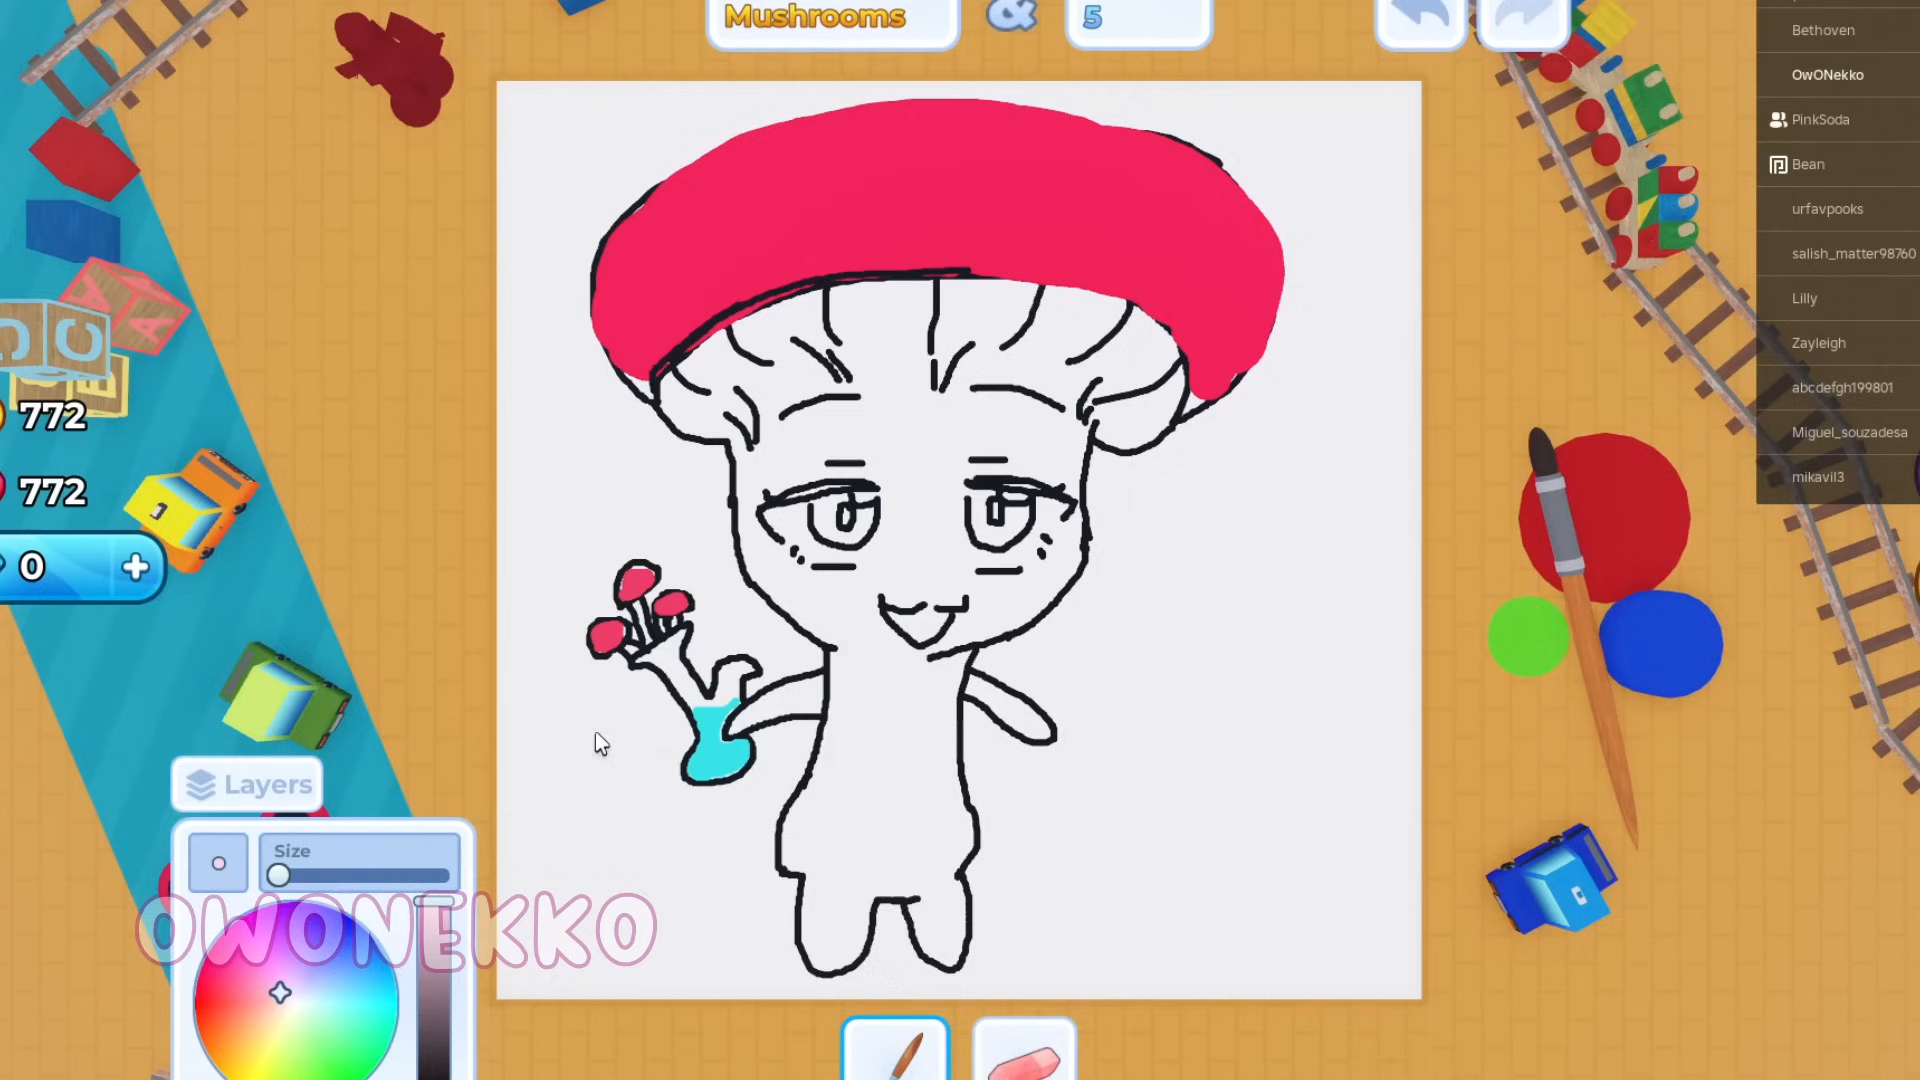 Mushrooms & 5
Bethoven
OwONekko
PinkSoda
Bean
urfavpooks
salish_matter98760
Lilly
Zayleigh
abcdefgh199801
Miguel_souzadesa
mikavil3
A
A
772
772
0 +
1
Layers
Size
OWONEKKO